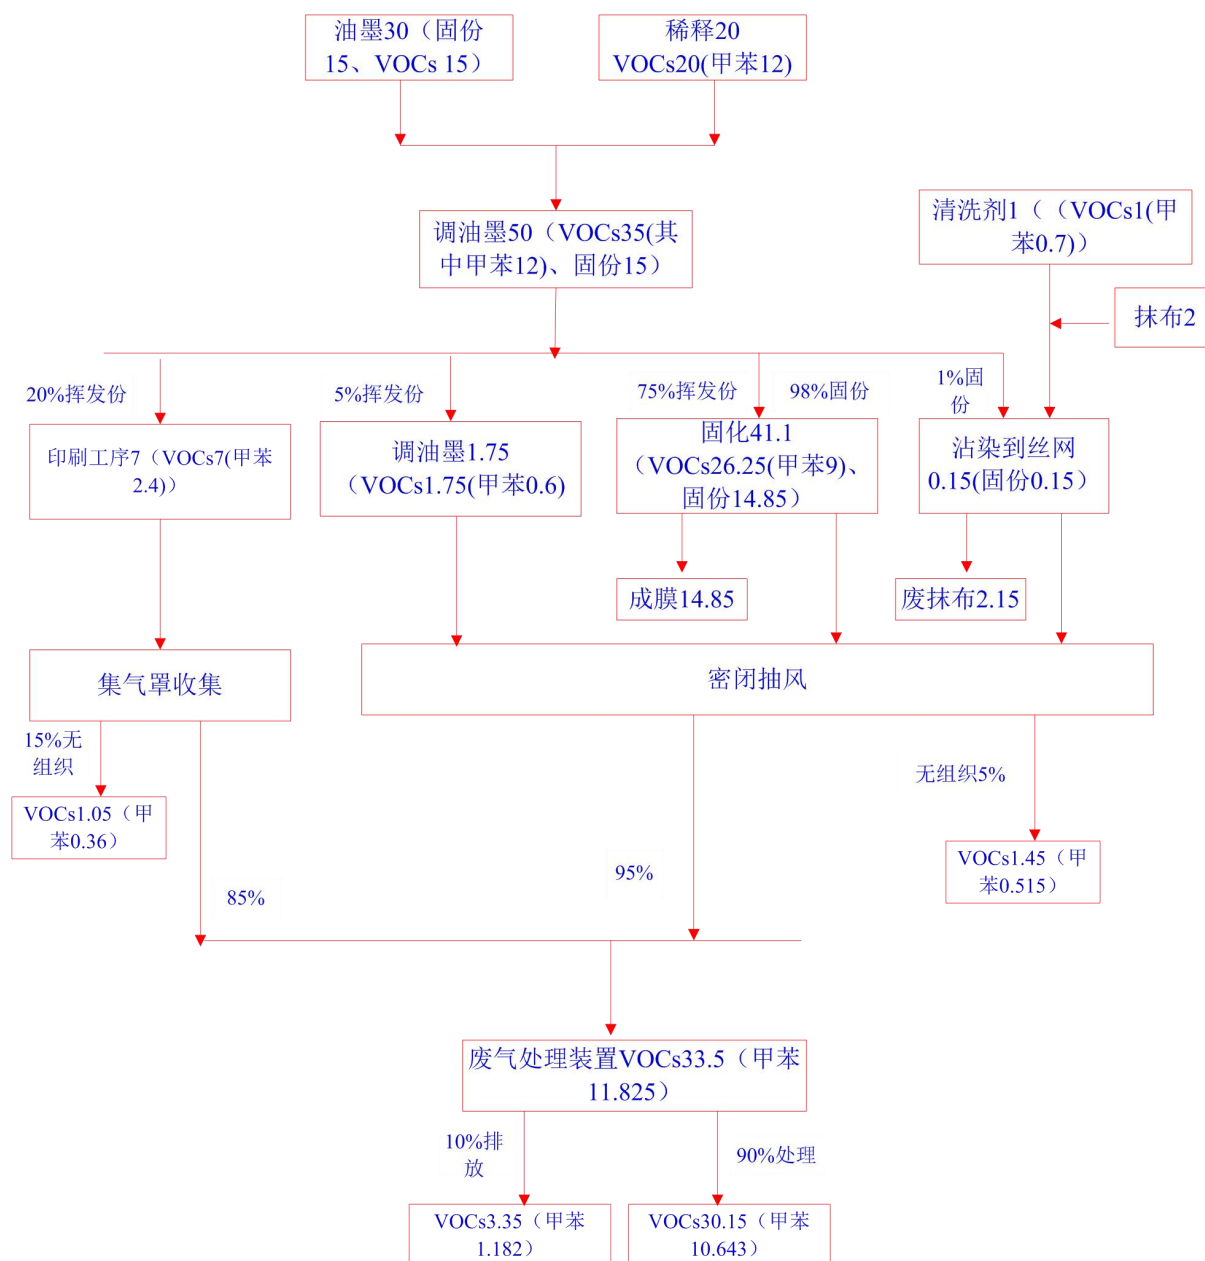 油墨30（固份
15、VOCs 15）
稀释20
VOCs20(甲苯12)
调油墨50（VOCs35(其
中甲苯12)、固份15）
清洗剂1（（VOCs1(甲
苯0.7)）
抹布2
20%挥发份
5%挥发份
75%挥发份
98%固份
1%固
份
印刷工序7（VOCs7(甲苯
2.4)）
调油墨1.75
（VOCs1.75(甲苯0.6)
固化41.1
（VOCs26.25(甲苯9)、
固份14.85）
沾染到丝网
0.15(固份0.15）
成膜14.85
废抹布2.15
集气罩收集
密闭抽风
15%无
组织
无组织5%
VOCs1.05（甲
苯0.36）
VOCs1.45（甲
苯0.515）
85%
95%
废气处理装置VOCs33.5（甲苯
11.825）
10%排
放
90%处理
VOCs3.35（甲苯
1.182）
VOCs30.15（甲苯
10.643）